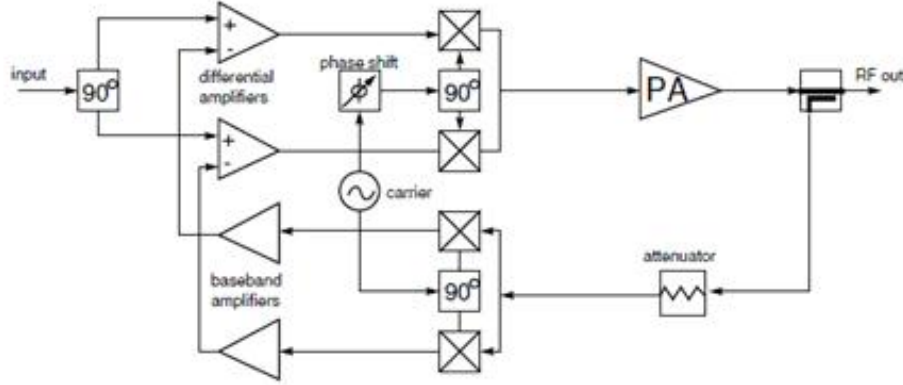 input
90°
+
-
differential
amplifiers
+
-
phase shift
ϕ
90°
PA
RF out
carrier
baseband
amplifiers
90°
attenuator